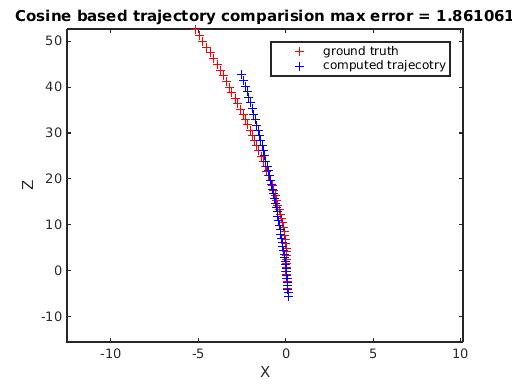 Cosine based trajectory comparision max error = 1.861061
ground truth
computed trajecotry
50
40
30
20
10
0
-10
Z
-10
-5
0
5
10
X